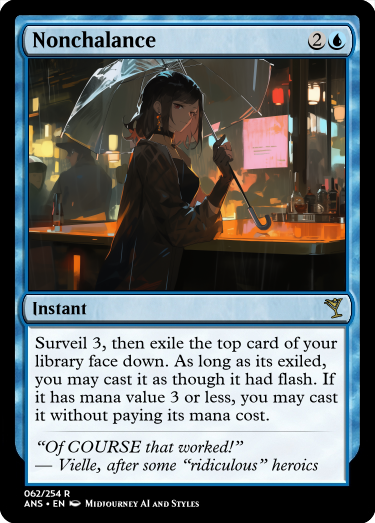 Nonchalance 2
Instant
Surveil 3, then exile the top card of your
library face down. As long as its exiled,
you may cast it as though it had flash. If
it has mana value 3 or less, you may cast
it without paying its mana cost.
“Of COURSE that worked!”
— Vielle, after some “ridiculous” heroics
062/254 R
ANS • EN Midjourney AI and Styles